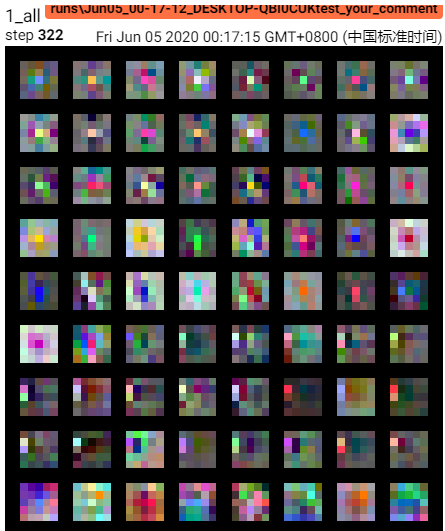 1_all
runs\Jun05_00-17-12_DESKTOP-QBI0CUKtest_your_comment
step 322 Fri Jun 05 2020 00:17:15 GMT+0800 (中国标准时间)